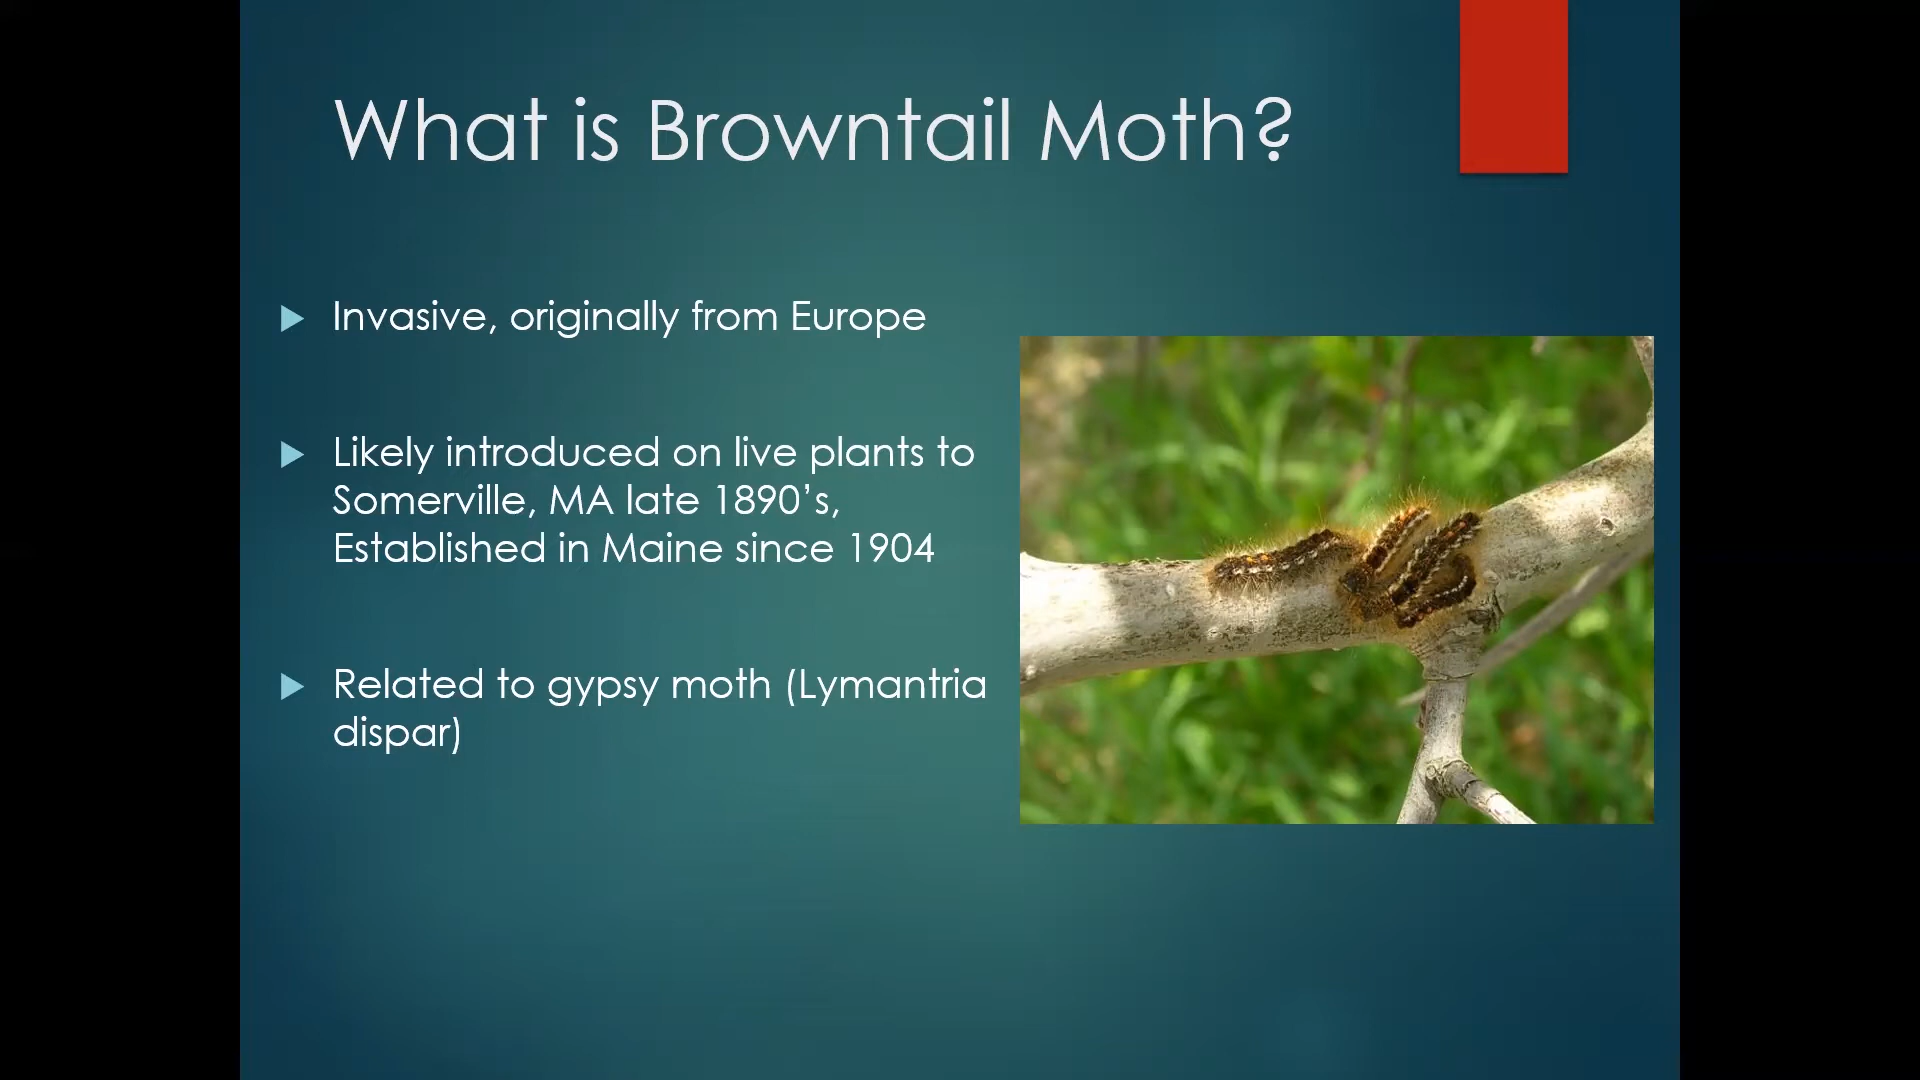 What is Browntail Moth?
Invasive, originally from Europe
Likely introduced on live plants to
Somerville, MA late 1890’s,
Established in Maine since 1904
Related to gypsy moth (Lymantria
dispar)